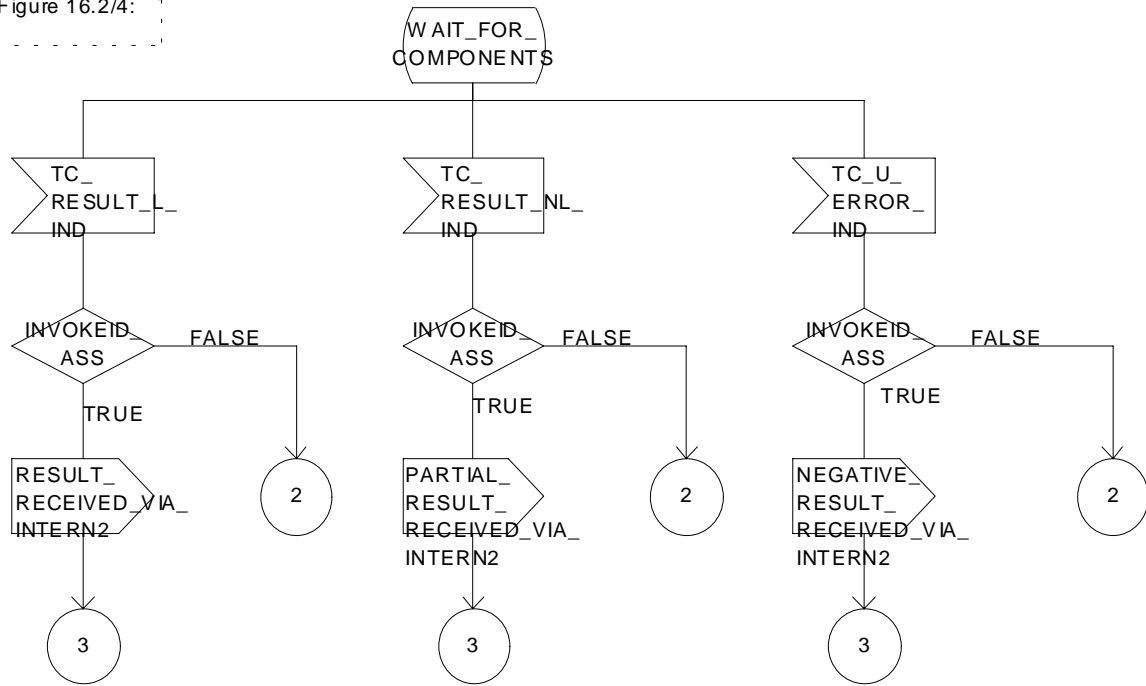 Figure 16.2/4:
WAIT_FOR_
COMPONENTS
TC_
RESULT_L_
IND
TC_
RESULT_NL_
IND
TC_U_
ERROR_
IND
INVOKEID_
ASS
FALSE
TRUE
INVOKEID_
ASS
FALSE
TRUE
INVOKEID_
ASS
FALSE
TRUE
RESULT_
RECEIVED_VIA_
INTERN2
2
PARTIAL_
RESULT_
RECEIVED_VIA_
INTERN2
2
NEGATIVE_
RESULT_
RECEIVED_VIA_
INTERN2
2
3
3
3